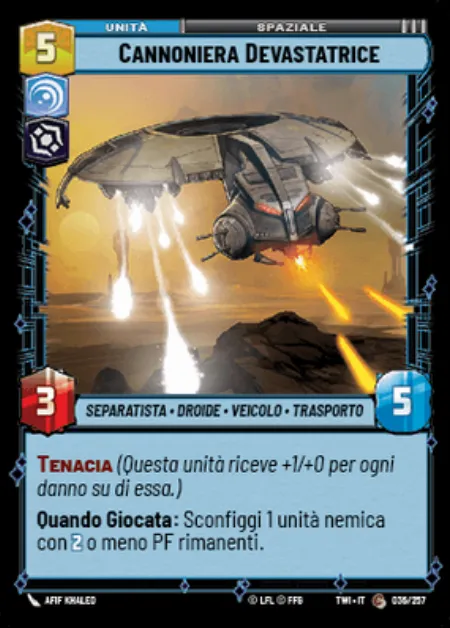 UNITÀ
SPAZIALE
5
CANNONIERA DEVASTATRICE
3
SEPARATISTA • DROIDE • VEICOLO • TRASPORTO
5
TENACIA (Questa unità riceve +1/+0 per ogni
danno su di essa.)
Quando Giocata: Sconfiggi 1 unità nemica
con 2 o meno PF rimanenti.
AFIF KHALED
© LFL © FFG
TWI • IT
036/257